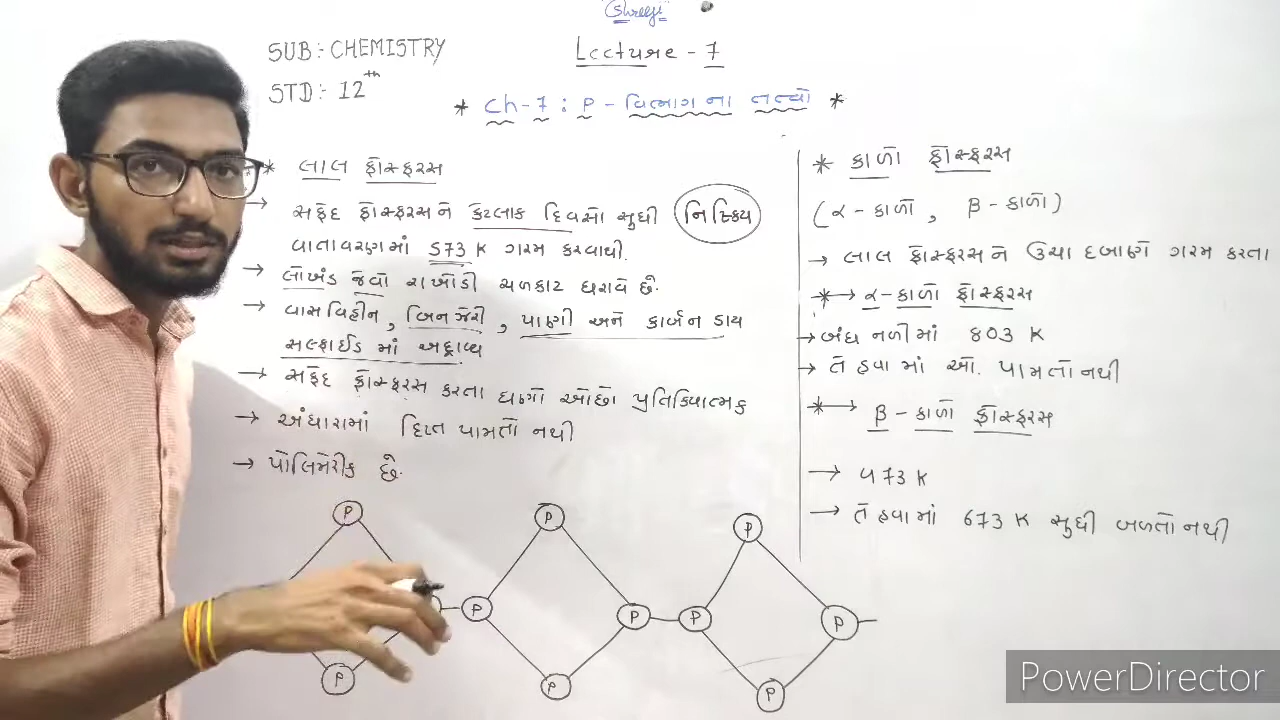 Shreeji
SUB:- CHEMISTRY
STD:- 12th
Lecture - 7
* Ch-7 : P - વિભાગ ના તત્વો *
* લાલ ફોસ્ફરસ
→ સફેદ ફોસ્ફરસને કેટલાક દિવસો સુધી નિષ્ક્રિય
વાતાવરણમાં 573 K ગરમ કરવાથી.
→ લોખંડ જેવો રાખોડી ચળકાટ ધરાવે છે.
→ વાસવિહીન, બિનઝેરી, પાણી અને કાર્બન ડાય
સલ્ફાઈડ માં અદ્રાવ્ય
→ સફેદ ફોસ્ફરસ કરતા ઘણો ઓછો પ્રતિક્રિયાત્મક
→ અંધારામાં દિપ્ત પામતો નથી
→ પોલિમેરીક છે.
P P P
P P P P
P P P
* કાળો ફોસ્ફરસ
(α - કાળો, β - કાળો)
→ લાલ ફોસ્ફરસ ને ઉંચા દબાણે ગરમ કરતા
*→ α - કાળો ફોસ્ફરસ
→ બંધ નળીમાં 803 K
→ તે હવા માં ઓ. પામતો નથી
*→ β - કાળો ફોસ્ફરસ
→ 473 K
→ તે હવામાં 673 K સુધી બળતો નથી
PowerDirector